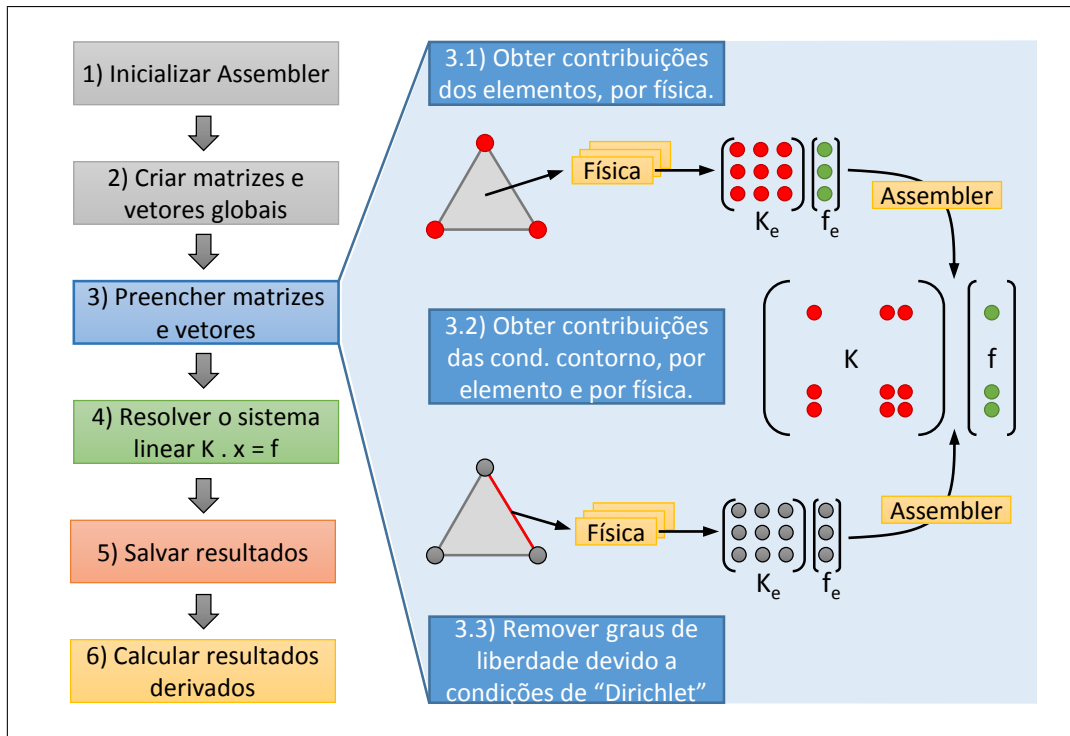 1) Inicializar Assembler
2) Criar matrizes e
vetores globais
3) Preencher matrizes
e vetores
4) Resolver o sistema
linear K . x = f
5) Salvar resultados
6) Calcular resultados
derivados
3.1) Obter contribuições
dos elementos, por física.
Física
Ke
fe
Assembler
3.2) Obter contribuições
das cond. contorno, por
elemento e por física.
K
f
Física
Ke
fe
Assembler
3.3) Remover graus de
liberdade devido a
condições de “Dirichlet”